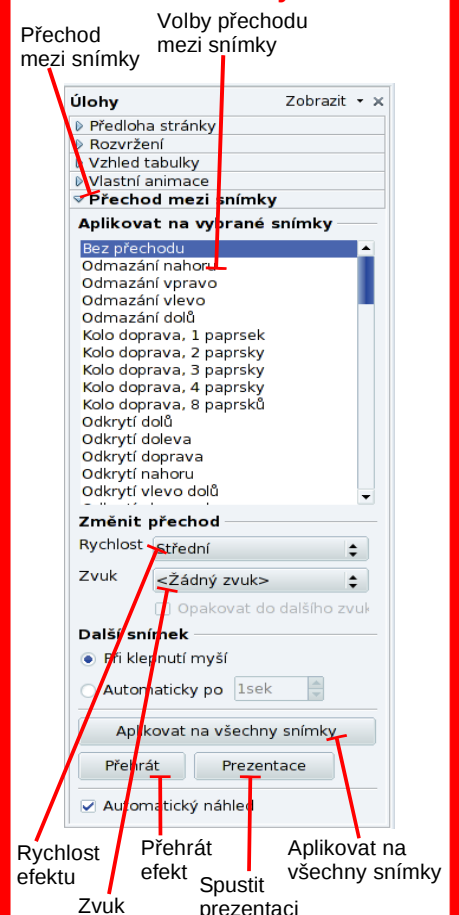 Volby přechodu
mezi snímky
Přechod
mezi snímky
Úlohy Zobrazit
Předloha stránky
Rozvržení
Vzhled tabulky
Vlastní animace
Přechod mezi snímky
Aplikovat na vybrané snímky
Bez přechodu
Odmazání nahoru
Odmazání vpravo
Odmazání vlevo
Odmazání dolů
Kolo doprava, 1 paprsek
Kolo doprava, 2 paprsky
Kolo doprava, 3 paprsky
Kolo doprava, 4 paprsky
Kolo doprava, 8 paprsků
Odkrytí dolů
Odkrytí doleva
Odkrytí doprava
Odkrytí nahoru
Odkrytí vlevo dolů
Změnit přechod
Rychlost Střední
Zvuk <Žádný zvuk>
Opakovat do dalšího zvuk
Další snímek
Při klepnutí myší
Automaticky po 1sek
Aplikovat na všechny snímky
Přehrát Prezentace
Automatický náhled
Rychlost
efektu
Zvuk
Přehrát
efekt
Spustit
prezentaci
Aplikovat na
všechny snímky